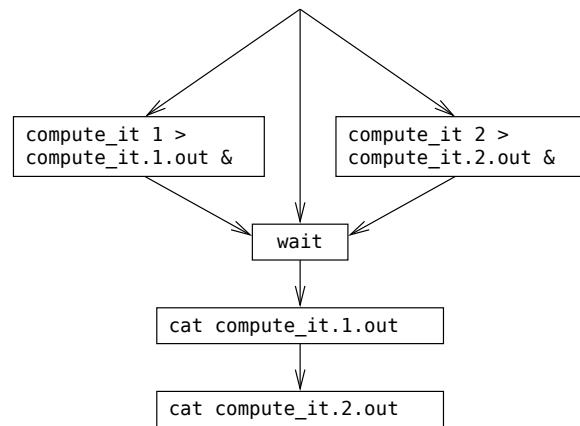 compute_it 1 >
compute_it.1.out &
compute_it 2 >
compute_it.2.out &
wait
cat compute_it.1.out
cat compute_it.2.out